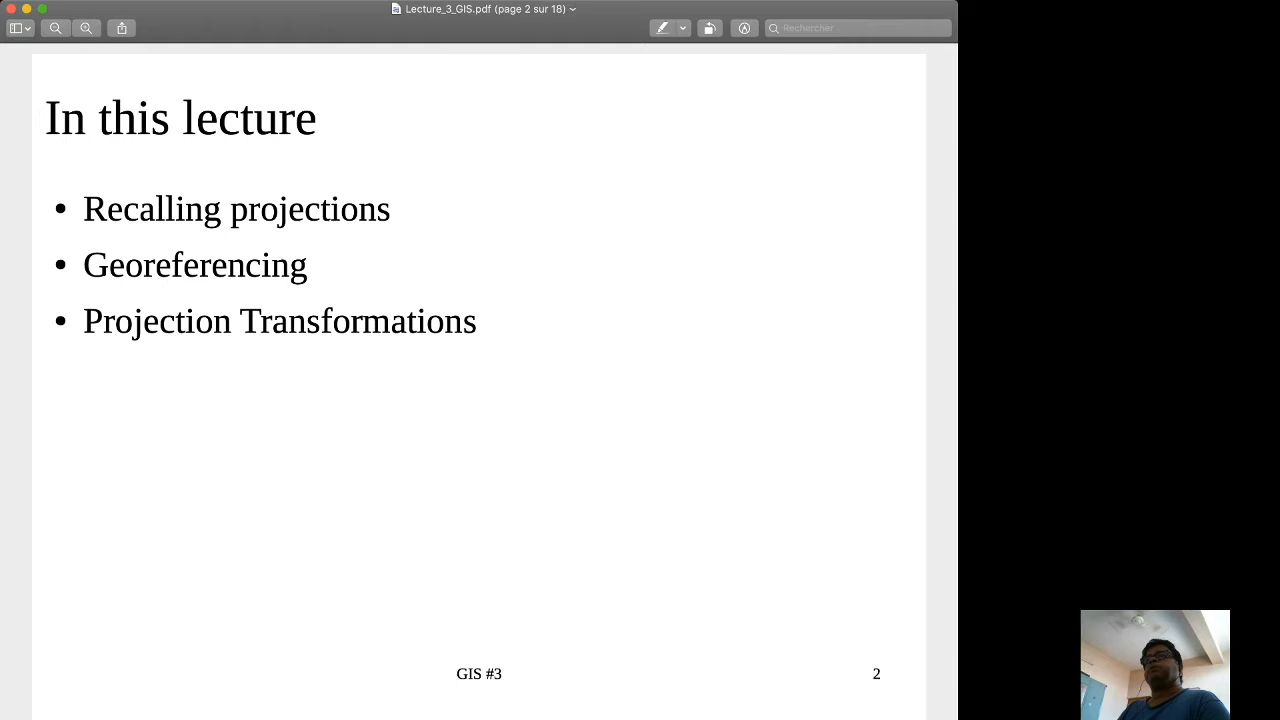 Lecture_3_GIS.pdf (page 2 sur 18)
Rechercher
In this lecture
• Recalling projections
• Georeferencing
• Projection Transformations
GIS #3
2